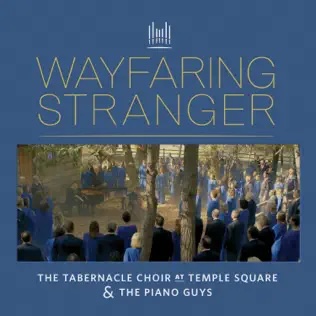 WAYFARING
STRANGER
THE TABERNACLE CHOIR AT TEMPLE SQUARE
& THE PIANO GUYS